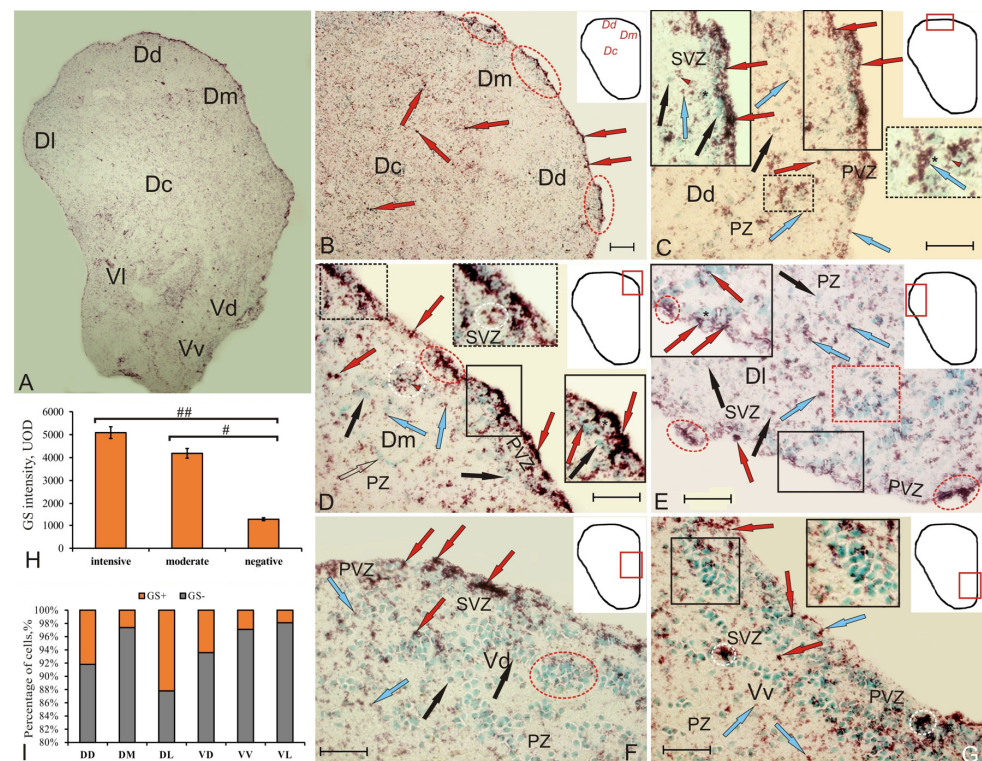 Dd
Dm
Dl
Dc
Vl
Vd
Vv
A
Dm
Dc
Dd
B
Dd
Dm
Dc
SVZ
*
Dd
PZ
PVZ
*
C
SVZ
Dm
PZ
PVZ
D
*
PZ
Dl
SVZ
PVZ
E
PVZ
SVZ
Vd
PZ
F
SVZ
Vv
PZ
PVZ
G
H
GS intensity, UOD
6000
5000
4000
3000
2000
1000
0
##
#
intensive moderate negative
I
GS+ GS-
Percentage of cells,%
100%
98%
96%
94%
92%
90%
88%
86%
84%
82%
80%
DD DM DL VD VV VL